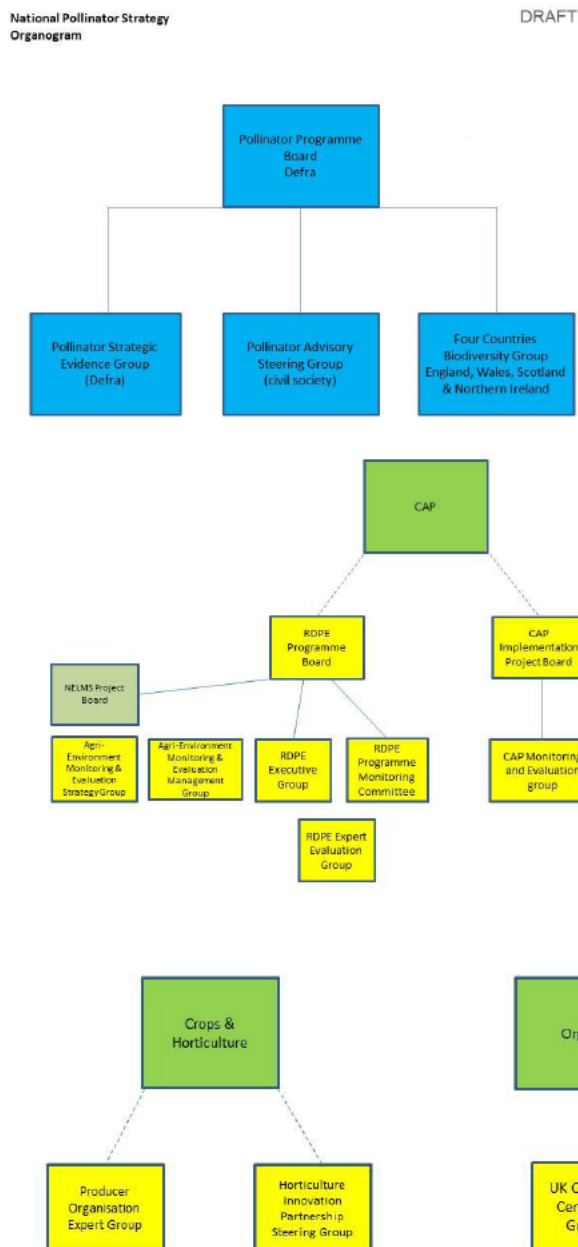 National Pollinator Strategy
Organogram
DRAFT
Pollinator Programme
Board
Defra
Pollinator Strategic
Evidence Group
(Defra)
Pollinator Advisory
Steering Group
(civil society)
Four Countries
Biodiversity Group
England, Wales, Scotland
& Northern Ireland
CAP
RDPE
Programme
Board
CAP
Implementation
Project Board
NELMS Project
Board
Agri-
Environment
Monitoring &
Evaluation
Strategy Group
Agri-Environment
Monitoring &
Evaluation
Management
Group
RDPE
Executive
Group
RDPE
Programme
Monitoring
Committee
CAP Monitoring
and Evaluation
group
RDPE Expert
Evaluation
Group
Crops &
Horticulture
Producer
Organisation
Expert Group
Horticulture
Innovation
Partnership
Steering Group
UK